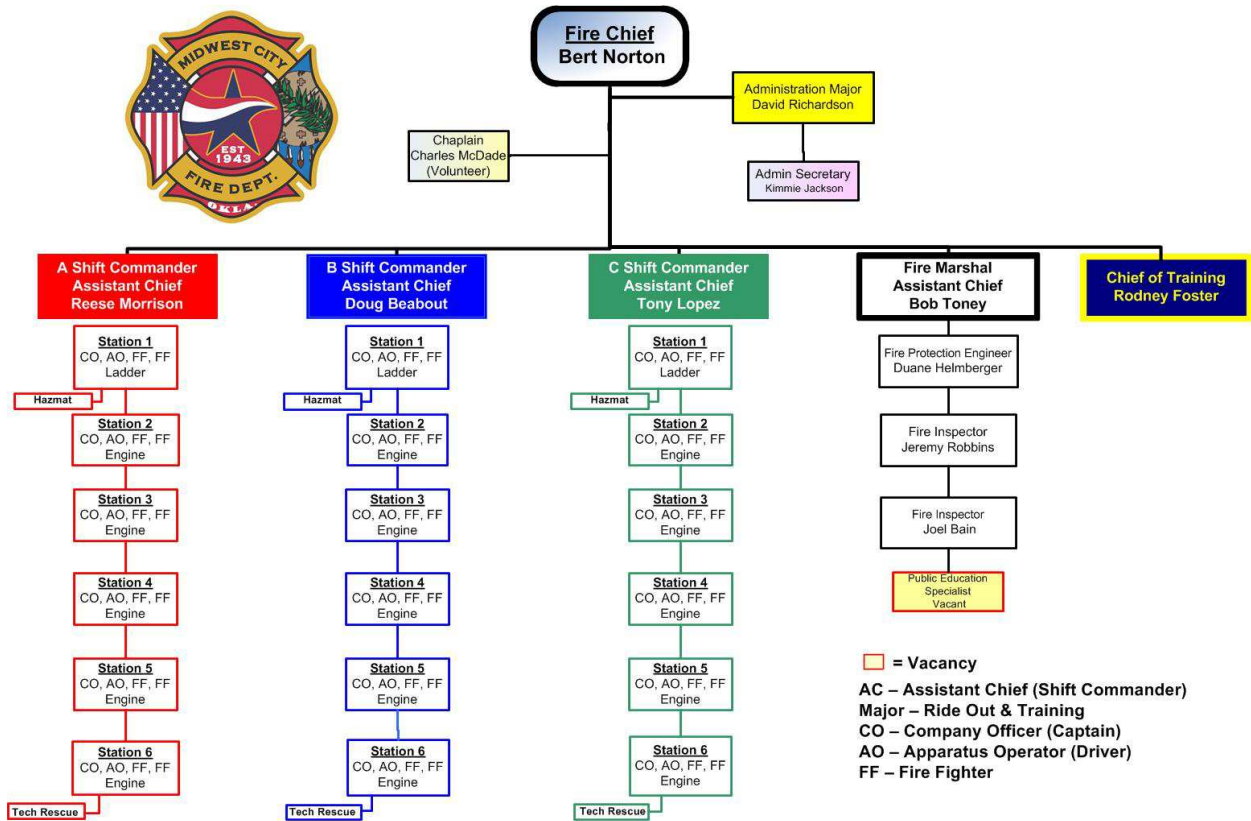 MIDWEST CITY
EST
1943
FIRE DEPT.
OKLA.
Fire Chief
Bert Norton
Administration Major
David Richardson
Chaplain
Charles McDade
(Volunteer)
Admin Secretary
Kimmie Jackson
A Shift Commander
Assistant Chief
Reese Morrison
B Shift Commander
Assistant Chief
Doug Beabout
C Shift Commander
Assistant Chief
Tony Lopez
Fire Marshal
Assistant Chief
Bob Toney
Chief of Training
Rodney Foster
Station 1
CO, AO, FF, FF
Ladder
Hazmat
Station 2
CO, AO, FF, FF
Engine
Station 3
CO, AO, FF, FF
Engine
Station 4
CO, AO, FF, FF
Engine
Station 5
CO, AO, FF, FF
Engine
Station 6
CO, AO, FF, FF
Engine
Tech Rescue
Station 1
CO, AO, FF, FF
Ladder
Hazmat
Station 2
CO, AO, FF, FF
Engine
Station 3
CO, AO, FF, FF
Engine
Station 4
CO, AO, FF, FF
Engine
Station 5
CO, AO, FF, FF
Engine
Station 6
CO, AO, FF, FF
Engine
Tech Rescue
Station 1
CO, AO, FF, FF
Ladder
Hazmat
Station 2
CO, AO, FF, FF
Engine
Station 3
CO, AO, FF, FF
Engine
Station 4
CO, AO, FF, FF
Engine
Station 5
CO, AO, FF, FF
Engine
Station 6
CO, AO, FF, FF
Engine
Tech Rescue
Fire Protection Engineer
Duane Helmberger
Fire Inspector
Jeremy Robbins
Fire Inspector
Joel Bain
Public Education
Specialist
Vacant
= Vacancy
AC – Assistant Chief (Shift Commander)
Major – Ride Out & Training
CO – Company Officer (Captain)
AO – Apparatus Operator (Driver)
FF – Fire Fighter